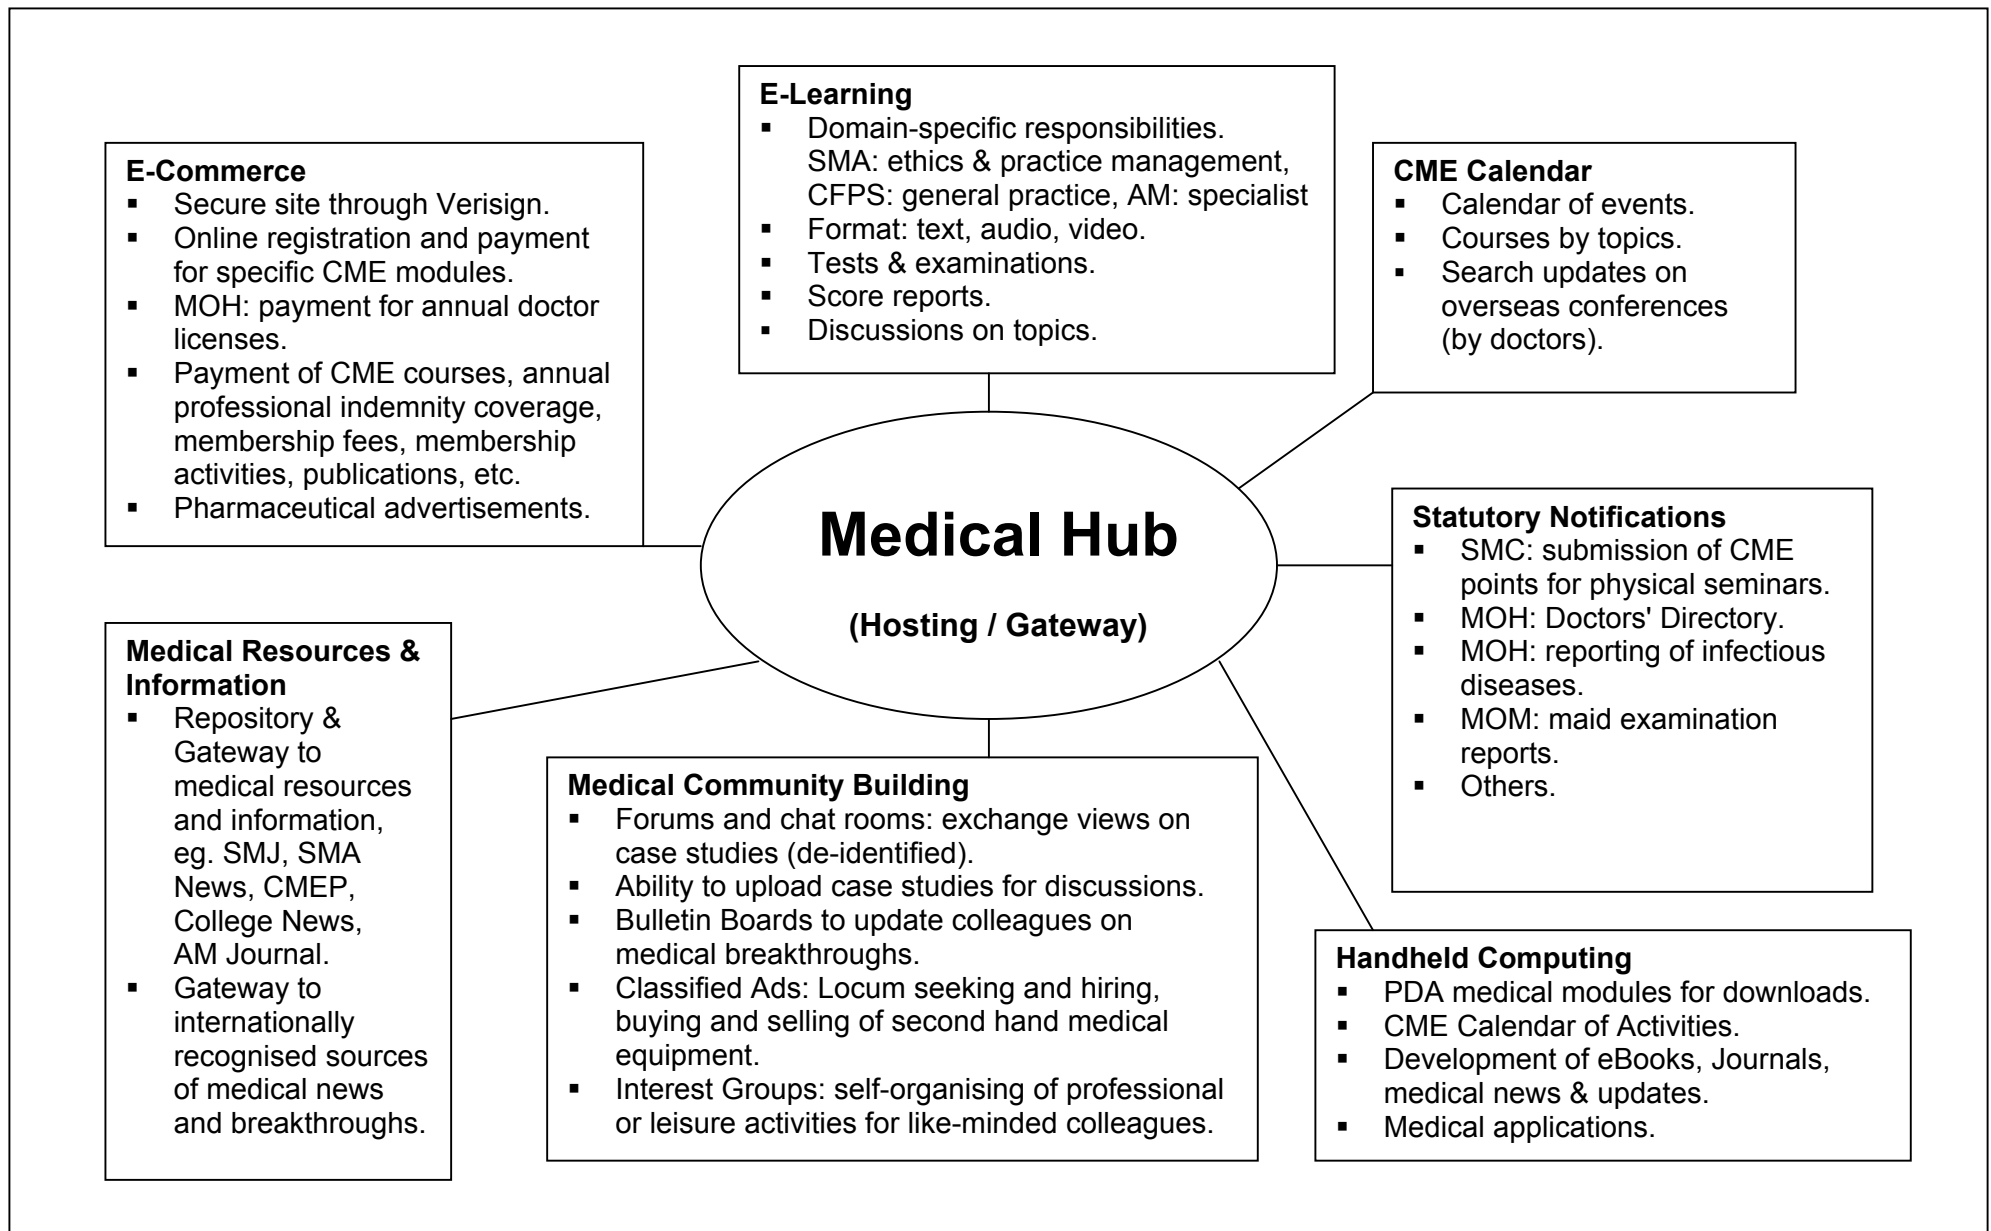 E-Learning
▪ Domain-specific responsibilities.
SMA: ethics & practice management,
CFPS: general practice, AM: specialist
▪ Format: text, audio, video.
▪ Tests & examinations.
▪ Score reports.
▪ Discussions on topics.
E-Commerce
▪ Secure site through Verisign.
▪ Online registration and payment
for specific CME modules.
▪ MOH: payment for annual doctor
licenses.
▪ Payment of CME courses, annual
professional indemnity coverage,
membership fees, membership
activities, publications, etc.
▪ Pharmaceutical advertisements.
CME Calendar
▪ Calendar of events.
▪ Courses by topics.
▪ Search updates on
overseas conferences
(by doctors).
Medical Hub
(Hosting / Gateway)
Statutory Notifications
▪ SMC: submission of CME
points for physical seminars.
▪ MOH: Doctors' Directory.
▪ MOH: reporting of infectious
diseases.
▪ MOM: maid examination
reports.
▪ Others.
Medical Resources &
Information
▪ Repository &
Gateway to
medical resources
and information,
eg. SMJ, SMA
News, CMEP,
College News,
AM Journal.
▪ Gateway to
internationally
recognised sources
of medical news
and breakthroughs.
Medical Community Building
▪ Forums and chat rooms: exchange views on
case studies (de-identified).
▪ Ability to upload case studies for discussions.
▪ Bulletin Boards to update colleagues on
medical breakthroughs.
▪ Classified Ads: Locum seeking and hiring,
buying and selling of second hand medical
equipment.
▪ Interest Groups: self-organising of professional
or leisure activities for like-minded colleagues.
Handheld Computing
▪ PDA medical modules for downloads.
▪ CME Calendar of Activities.
▪ Development of eBooks, Journals,
medical news & updates.
▪ Medical applications.